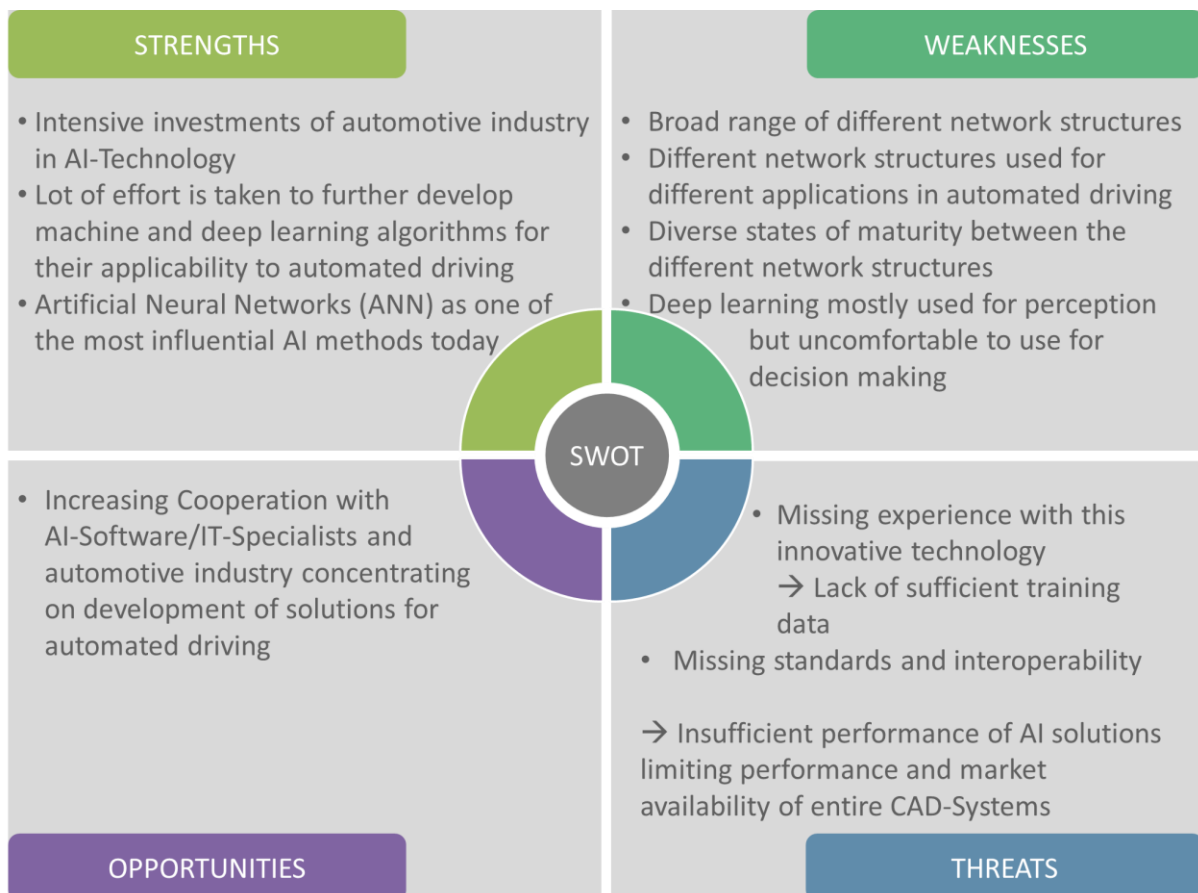 STRENGTHS
• Intensive investments of automotive industry
in AI-Technology
• Lot of effort is taken to further develop
machine and deep learning algorithms for
their applicability to automated driving
• Artificial Neural Networks (ANN) as one of
the most influential AI methods today
WEAKNESSES
• Broad range of different network structures
• Different network structures used for
different applications in automated driving
• Diverse states of maturity between the
different network structures
• Deep learning mostly used for perception
but uncomfortable to use for
decision making
SWOT
• Increasing Cooperation with
AI-Software/IT-Specialists and
automotive industry concentrating
on development of solutions for
automated driving
OPPORTUNITIES
• Missing experience with this
innovative technology
→ Lack of sufficient training
data
• Missing standards and interoperability
→ Insufficient performance of AI solutions
limiting performance and market
availability of entire CAD-Systems
THREATS